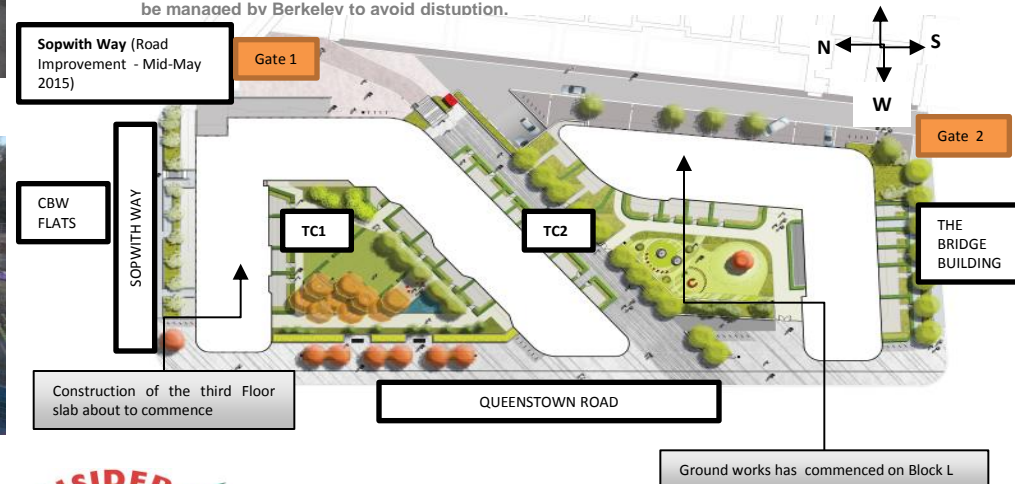 be managed by Berkeley to avoid distuption.
Sopwith Way (Road
Improvement - Mid-May
2015)
Gate 1
N
S
W
Gate 2
CBW
FLATS
SOPWITH WAY
TC1
TC2
THE
BRIDGE
BUILDING
Construction of the third Floor
slab about to commence
QUEENSTOWN ROAD
Ground works has commenced on Block L